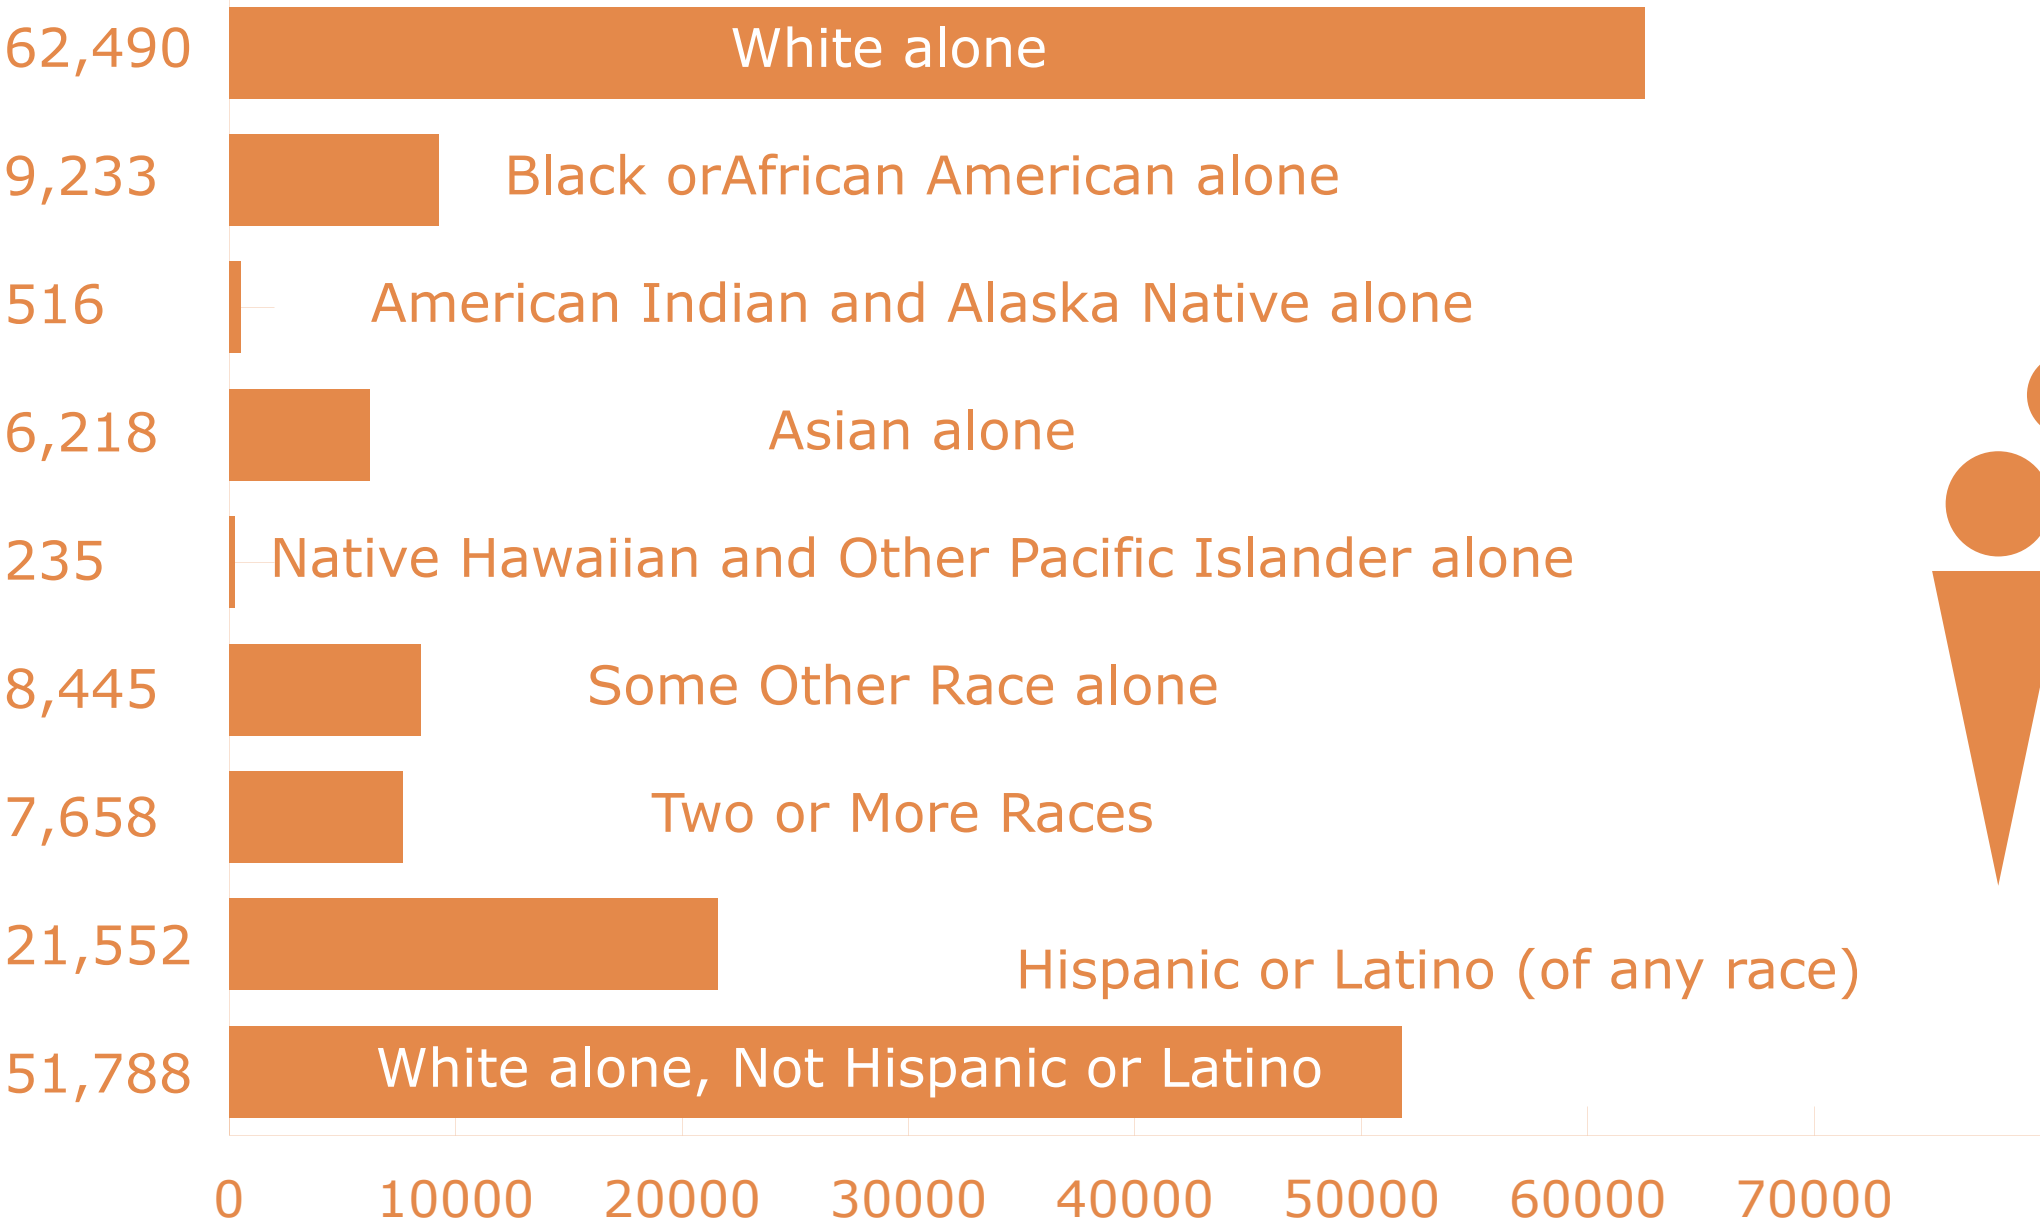 62,490 White alone
9,233 Black orAfrican American alone
516 American Indian and Alaska Native alone
6,218 Asian alone
235 Native Hawaiian and Other Pacific Islander alone
8,445 Some Other Race alone
7,658 Two or More Races
21,552 Hispanic or Latino (of any race)
51,788 White alone, Not Hispanic or Latino
0 10000 20000 30000 40000 50000 60000 70000